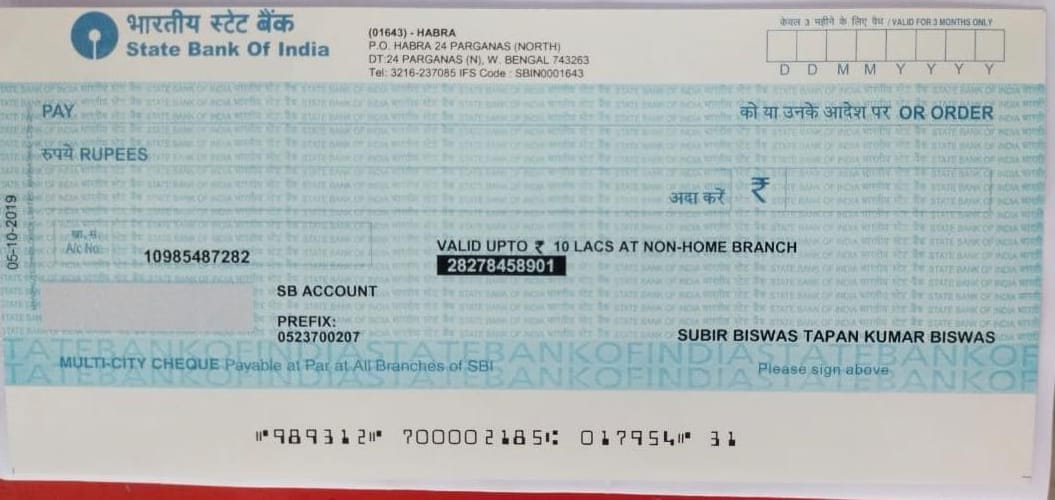 भारतीय स्टेट बैंक
State Bank Of India
(01643) - HABRA
P.O. HABRA 24 PARGANAS (NORTH)
DT:24 PARGANAS (N), W. BENGAL 743263
Tel: 3216-237085 IFS Code : SBIN0001643
केवल 3 महीने के लिए वैध / VALID FOR 3 MONTHS ONLY
D D M M Y Y Y Y
PAY
को या उनके आदेश पर OR ORDER
रुपये RUPEES
अदा करें ₹
05-10-2019
खा. सं.
A/c No.
10985487282
VALID UPTO ₹ 10 LACS AT NON-HOME BRANCH
28278458901
SB ACCOUNT
PREFIX:
0523700207
SUBIR BISWAS TAPAN KUMAR BISWAS
MULTI-CITY CHEQUE Payable at Par at All Branches of SBI
Please sign above
⑈989312⑈ 700002185⑆ 017954⑈ 31